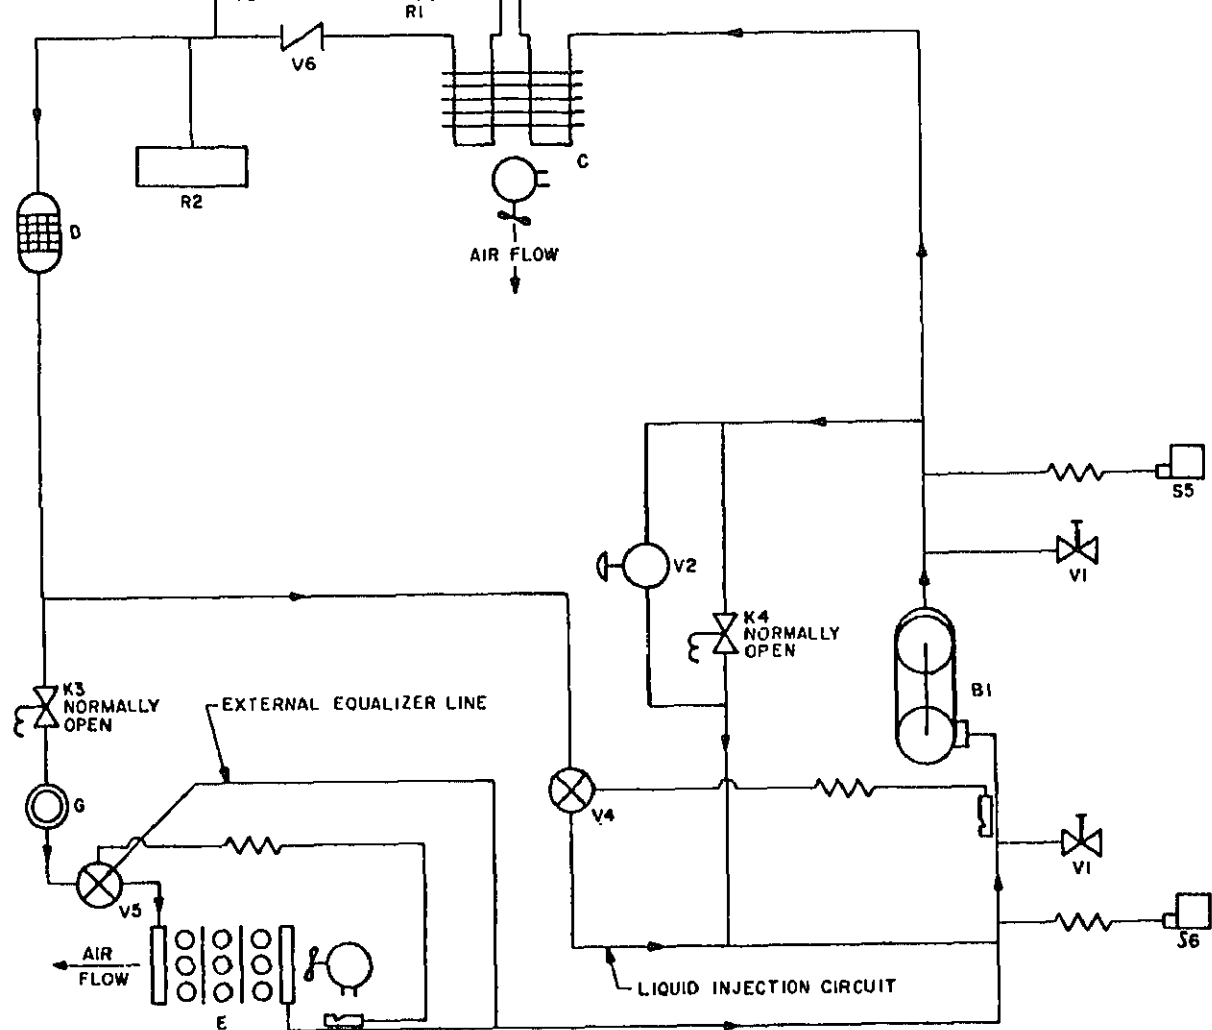 R1
V6
C
R2
D
AIR FLOW
S5
V2
V1
K4
NORMALLY
OPEN
K3
NORMALLY
OPEN
B1
EXTERNAL EQUALIZER LINE
G
V4
V1
V5
S6
AIR
FLOW
LIQUID INJECTION CIRCUIT
E